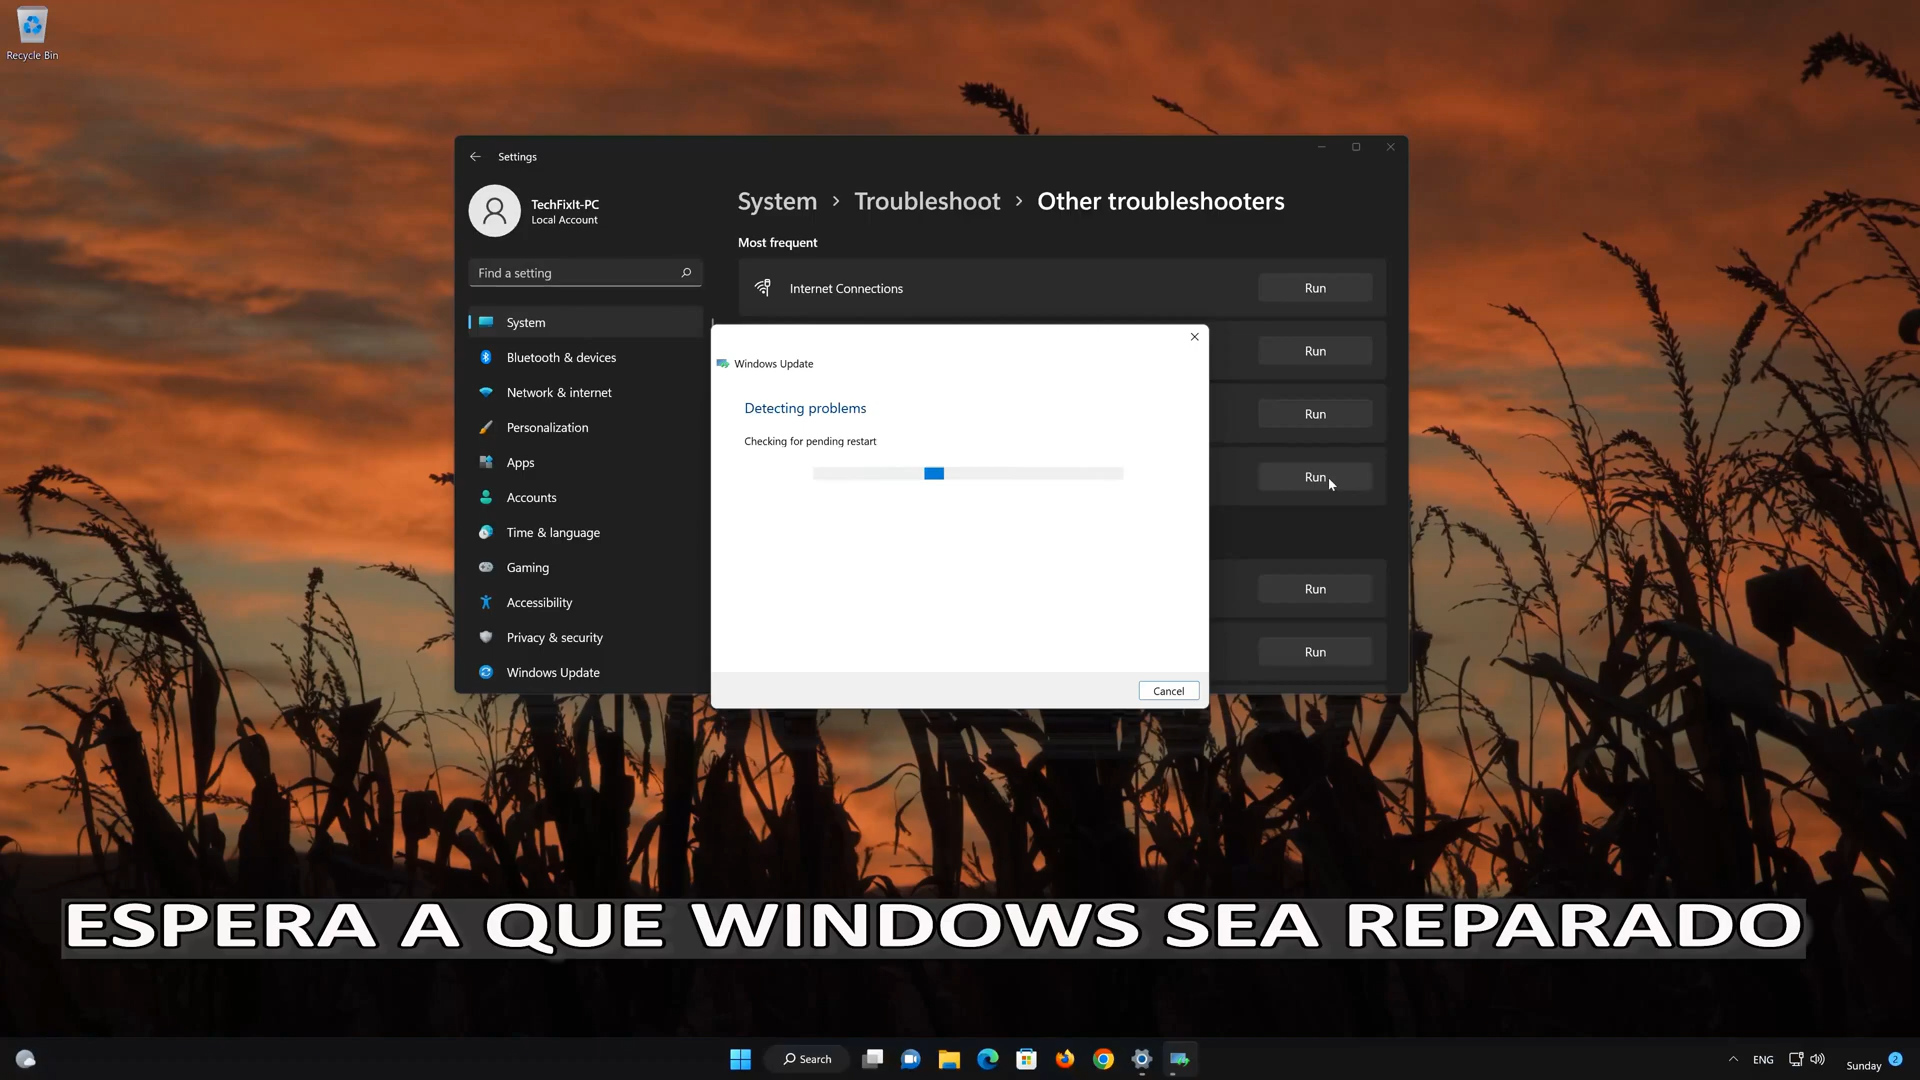 Recycle Bin
Settings
TechFixIt-PC
Local Account
Find a setting
System
Bluetooth & devices
Network & internet
Personalization
Apps
Accounts
Time & language
Gaming
Accessibility
Privacy & security
Windows Update
System > Troubleshoot > Other troubleshooters
Most frequent
Internet Connections
Run
Run
Run
Run
Run
Run
Windows Update
Detecting problems
Checking for pending restart
Cancel
ESPERA A QUE WINDOWS SEA REPARADO
Search
ENG
Sunday
2